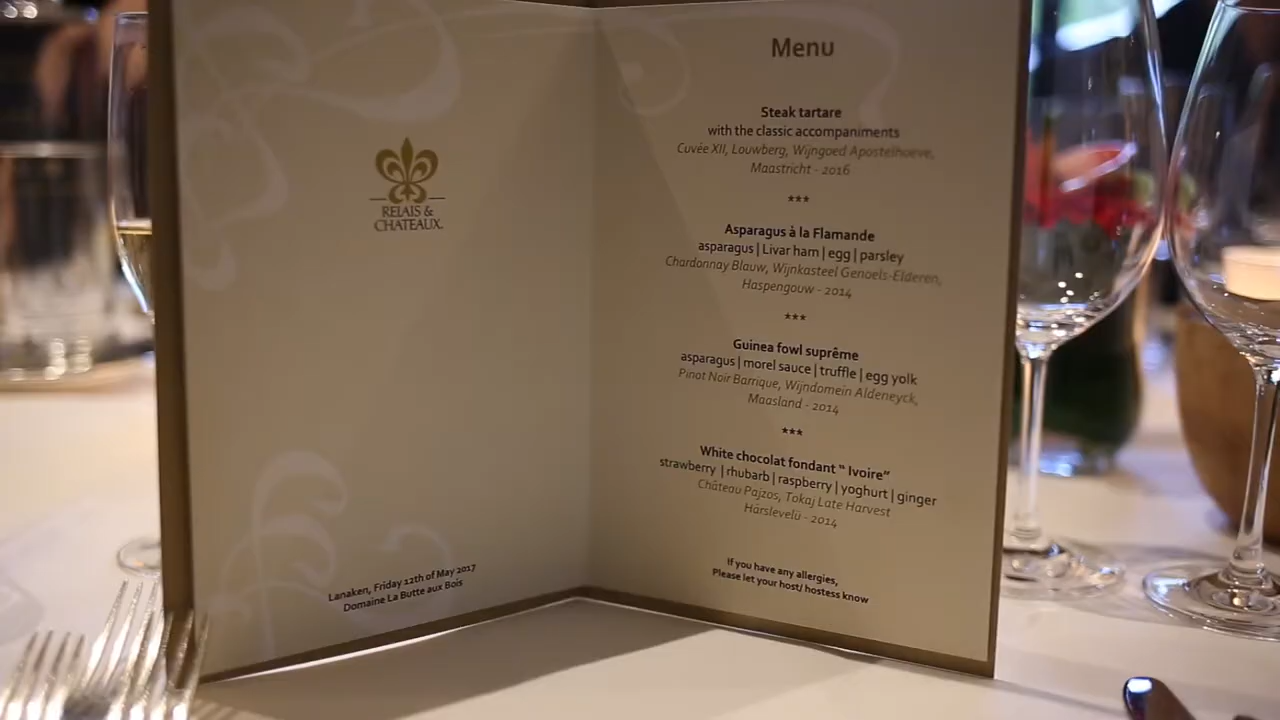 RELAIS &
CHATEAUX.
Lanaken, Friday 12th of May 2017
Domaine La Butte aux Bois
Menu
Steak tartare
with the classic accompaniments
Cuvée XII, Louwberg, Wijngoed Apostelhoeve,
Maastricht - 2016
***
Asparagus à la Flamande
asparagus | Livar ham | egg | parsley
Chardonnay Blauw, Wijnkasteel Genoels-Elderen,
Haspengouw - 2014
***
Guinea fowl suprême
asparagus | morel sauce | truffle | egg yolk
Pinot Noir Barrique, Wijndomein Aldeneyck,
Maasland - 2014
***
White chocolat fondant “ Ivoire”
strawberry | rhubarb | raspberry | yoghurt | ginger
Château Pajzos, Tokaj Late Harvest
Hárslevelü - 2014
If you have any allergies,
Please let your host/ hostess know